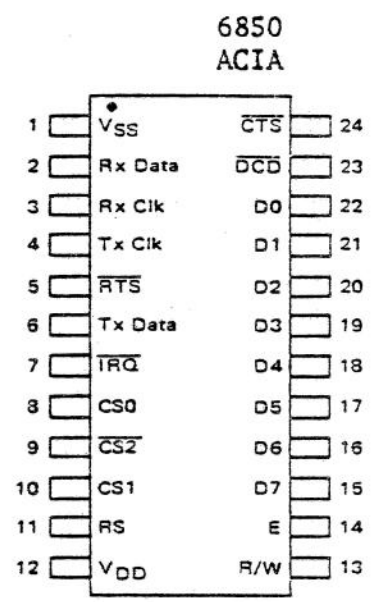 6850
ACIA
1 VSS CTS 24
2 Rx Data DCD 23
3 Rx Clk D0 22
4 Tx Clk D1 21
5 RTS D2 20
6 Tx Data D3 19
7 IRQ D4 18
8 CS0 D5 17
9 CS2 D6 16
10 CS1 D7 15
11 RS E 14
12 VDD R/W 13